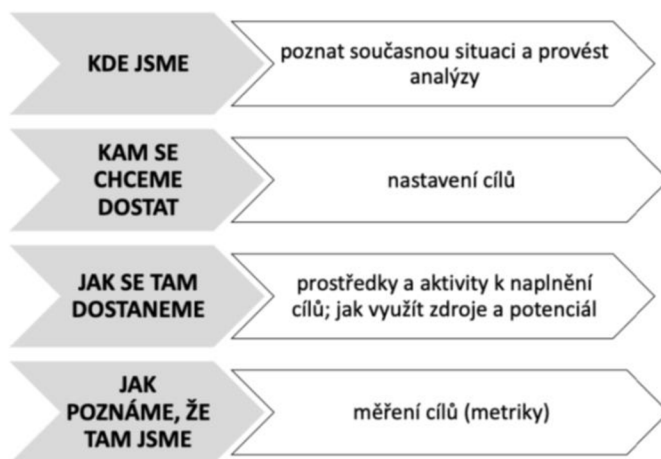 KDE JSME
poznat současnou situaci a provést
analýzy
KAM SE
CHCEME
DOSTAT
nastavení cílů
JAK SE TAM
DOSTANEME
prostředky a aktivity k naplnění
cílů; jak využít zdroje a potenciál
JAK
POZNÁME, ŽE
TAM JSME
měření cílů (metriky)